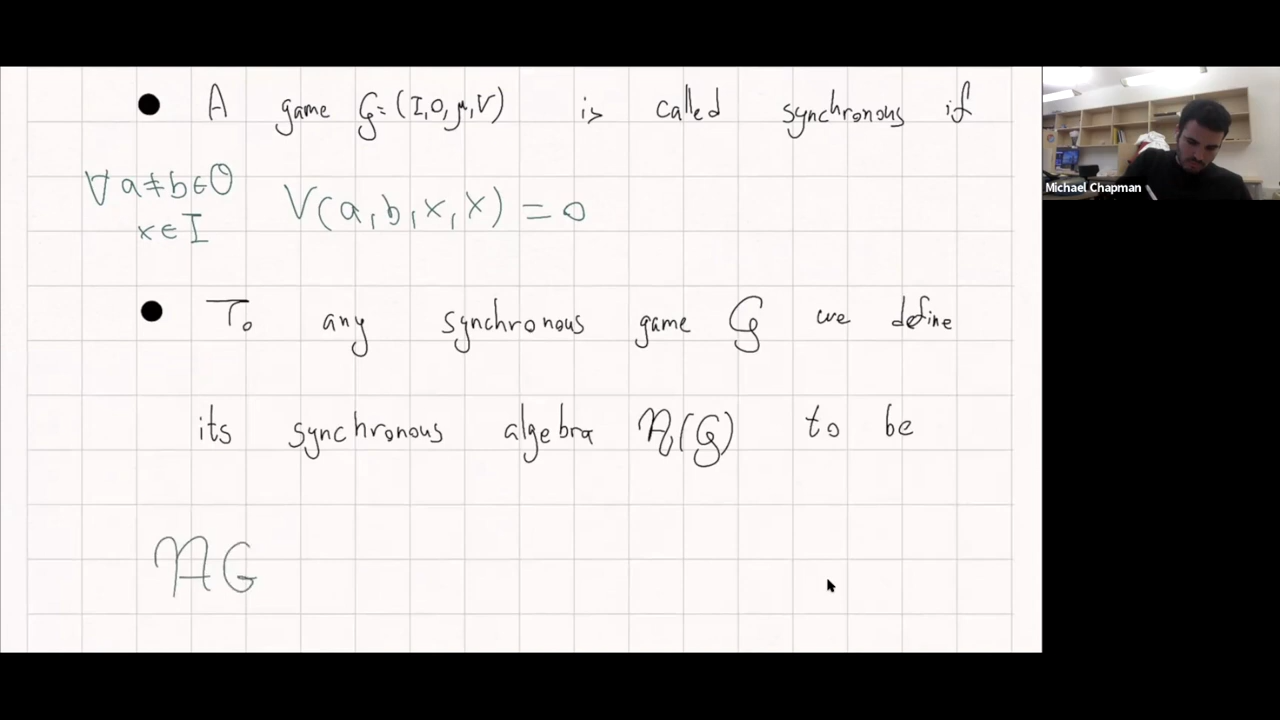 ● A game G=(I,O,μ,V) is called synchronous if
∀ a≠b∈O V(a,b,x,x) = 0
x∈I
● To any synchronous game G we define
its synchronous algebra A(G) to be
A G
Michael Chapman